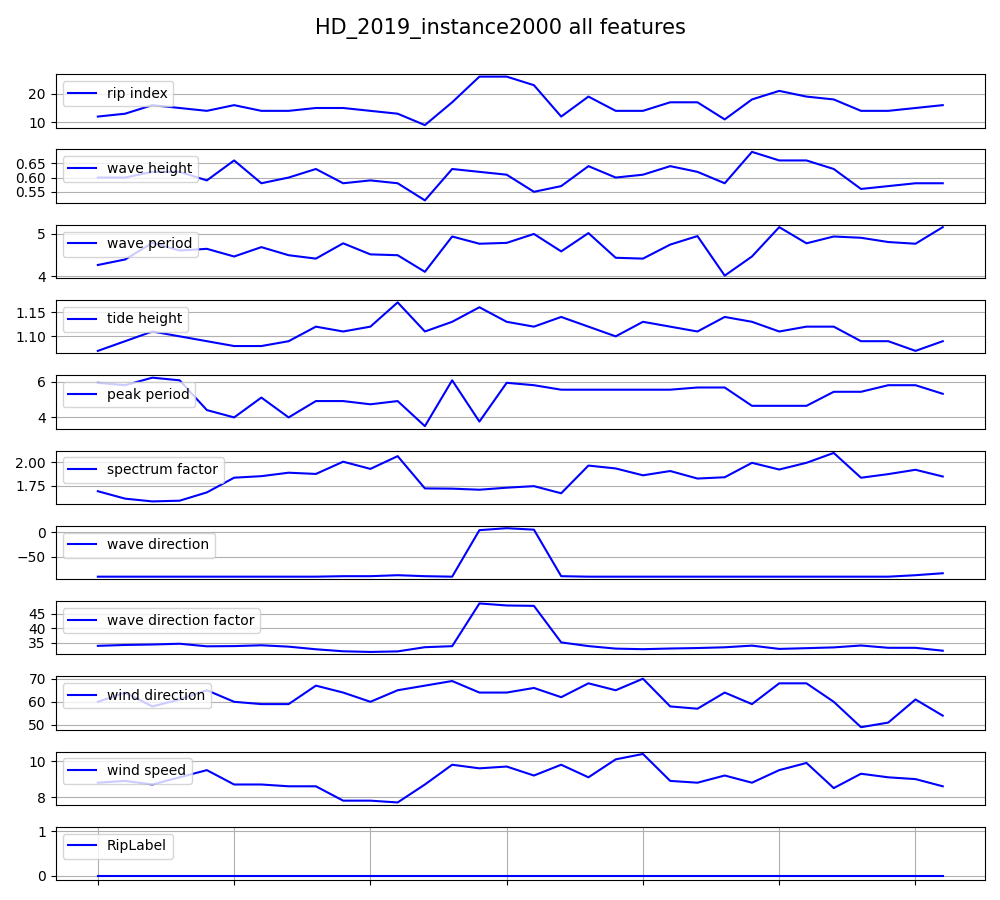 HD_2019_instance2000 all features
20
10
rip index
0.65
0.60
0.55
wave height
5
4
wave period
1.15
1.10
tide height
6
4
peak period
2.00
1.75
spectrum factor
0
−50
wave direction
45
40
35
wave direction factor
70
60
50
wind direction
10
8
wind speed
1
0
RipLabel